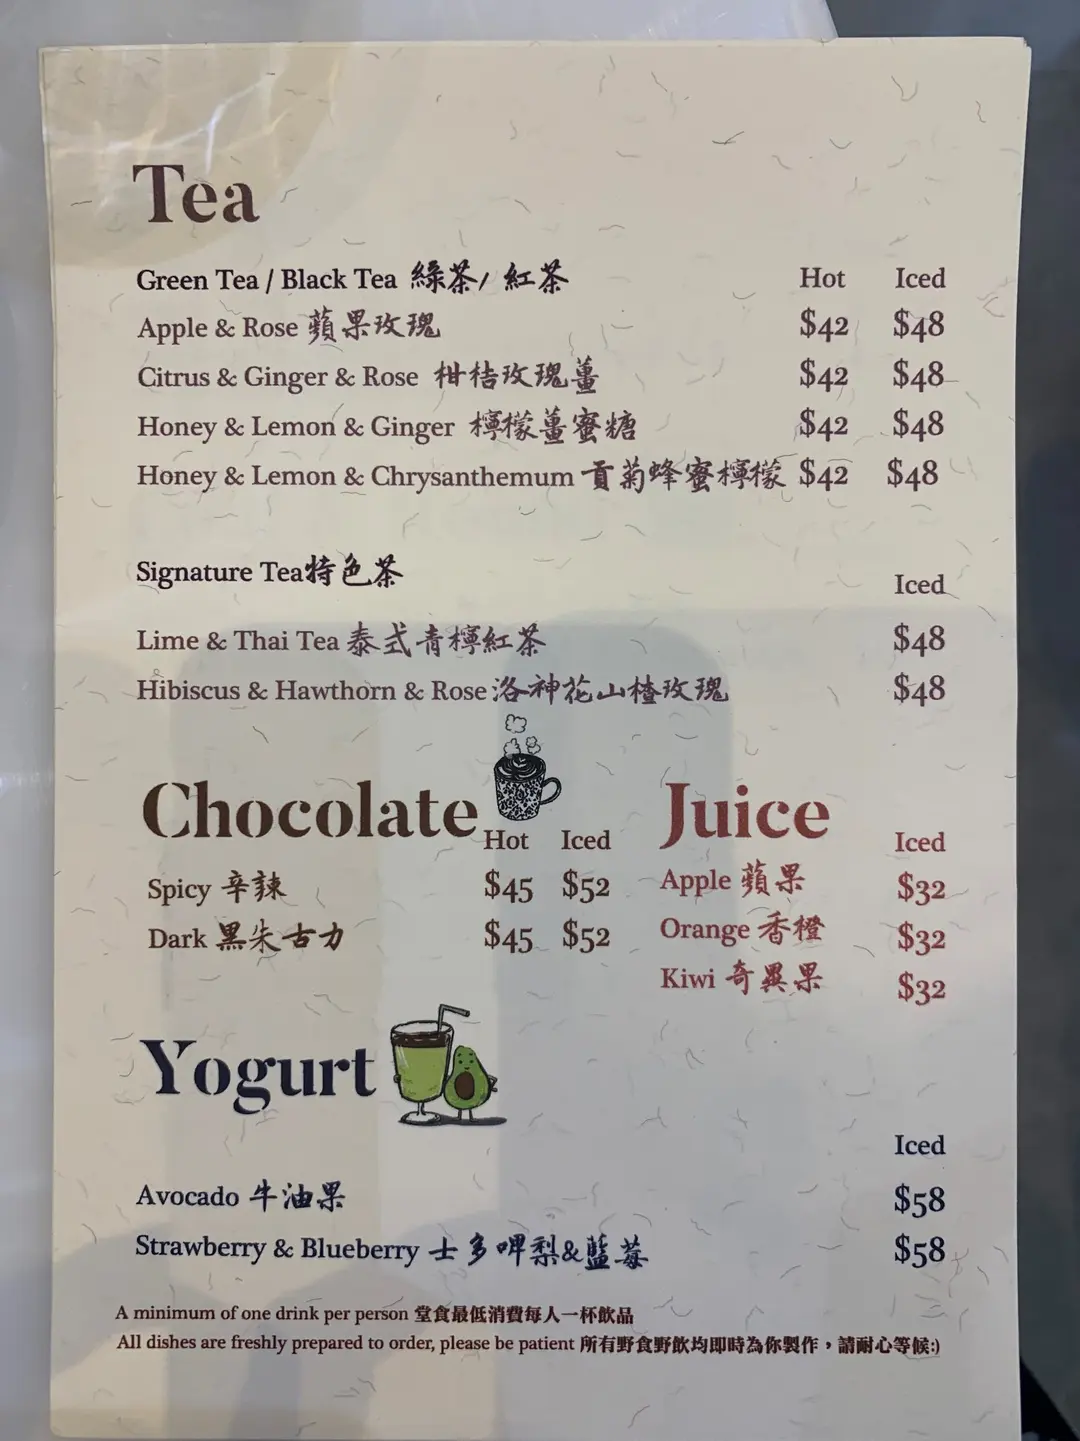 Tea
Green Tea / Black Tea 綠茶/ 紅茶 Hot Iced
Apple & Rose 蘋果玫瑰 $42 $48
Citrus & Ginger & Rose 柑桔玫瑰薑 $42 $48
Honey & Lemon & Ginger 檸檬薑蜜糖 $42 $48
Honey & Lemon & Chrysanthemum 貢菊蜂蜜檸檬 $42 $48
Signature Tea特色茶 Iced
Lime & Thai Tea 泰式青檸紅茶 $48
Hibiscus & Hawthorn & Rose 洛神花山楂玫瑰 $48
Chocolate
Hot Iced
Spicy 辛辣 $45 $52
Dark 黑朱古力 $45 $52
Juice
Iced
Apple 蘋果 $32
Orange 香橙 $32
Kiwi 奇異果 $32
Yogurt
Iced
Avocado 牛油果 $58
Strawberry & Blueberry 士多啤梨&藍莓 $58
A minimum of one drink per person 堂食最低消費每人一杯飲品
All dishes are freshly prepared to order, please be patient 所有野食野飲均即時為你製作，請耐心等候:)